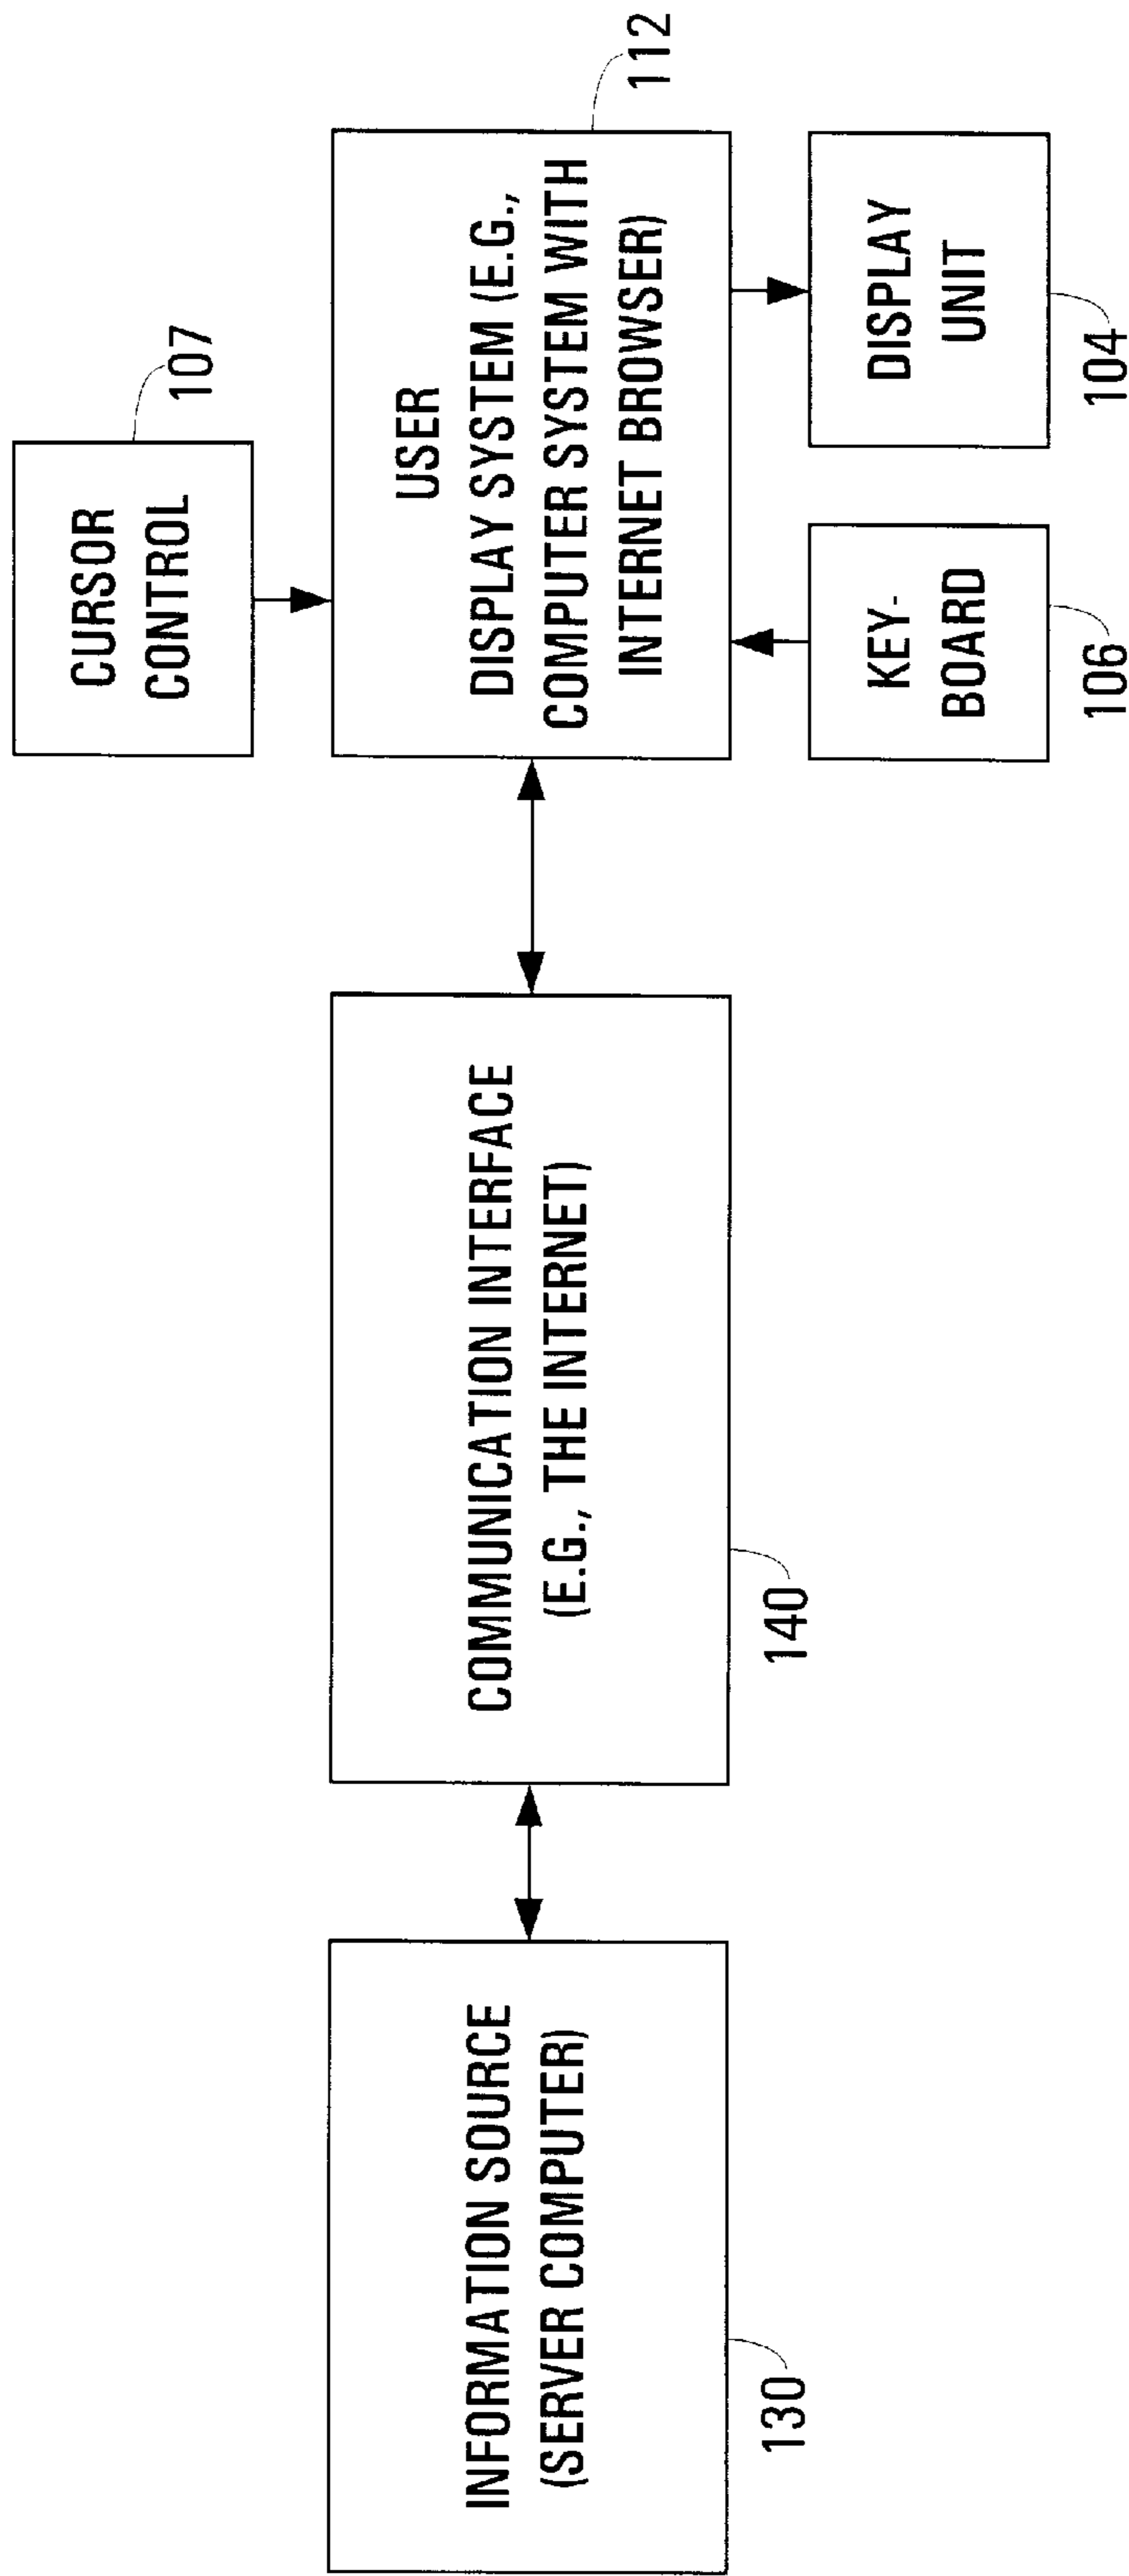 INFORMATION SOURCE
(SERVER COMPUTER)
130
COMMUNICATION INTERFACE
(E.G., THE INTERNET)
140
CURSOR
CONTROL
107
USER
DISPLAY SYSTEM (E.G.,
COMPUTER SYSTEM WITH
INTERNET BROWSER)
112
KEY-
BOARD
106
DISPLAY
UNIT
104